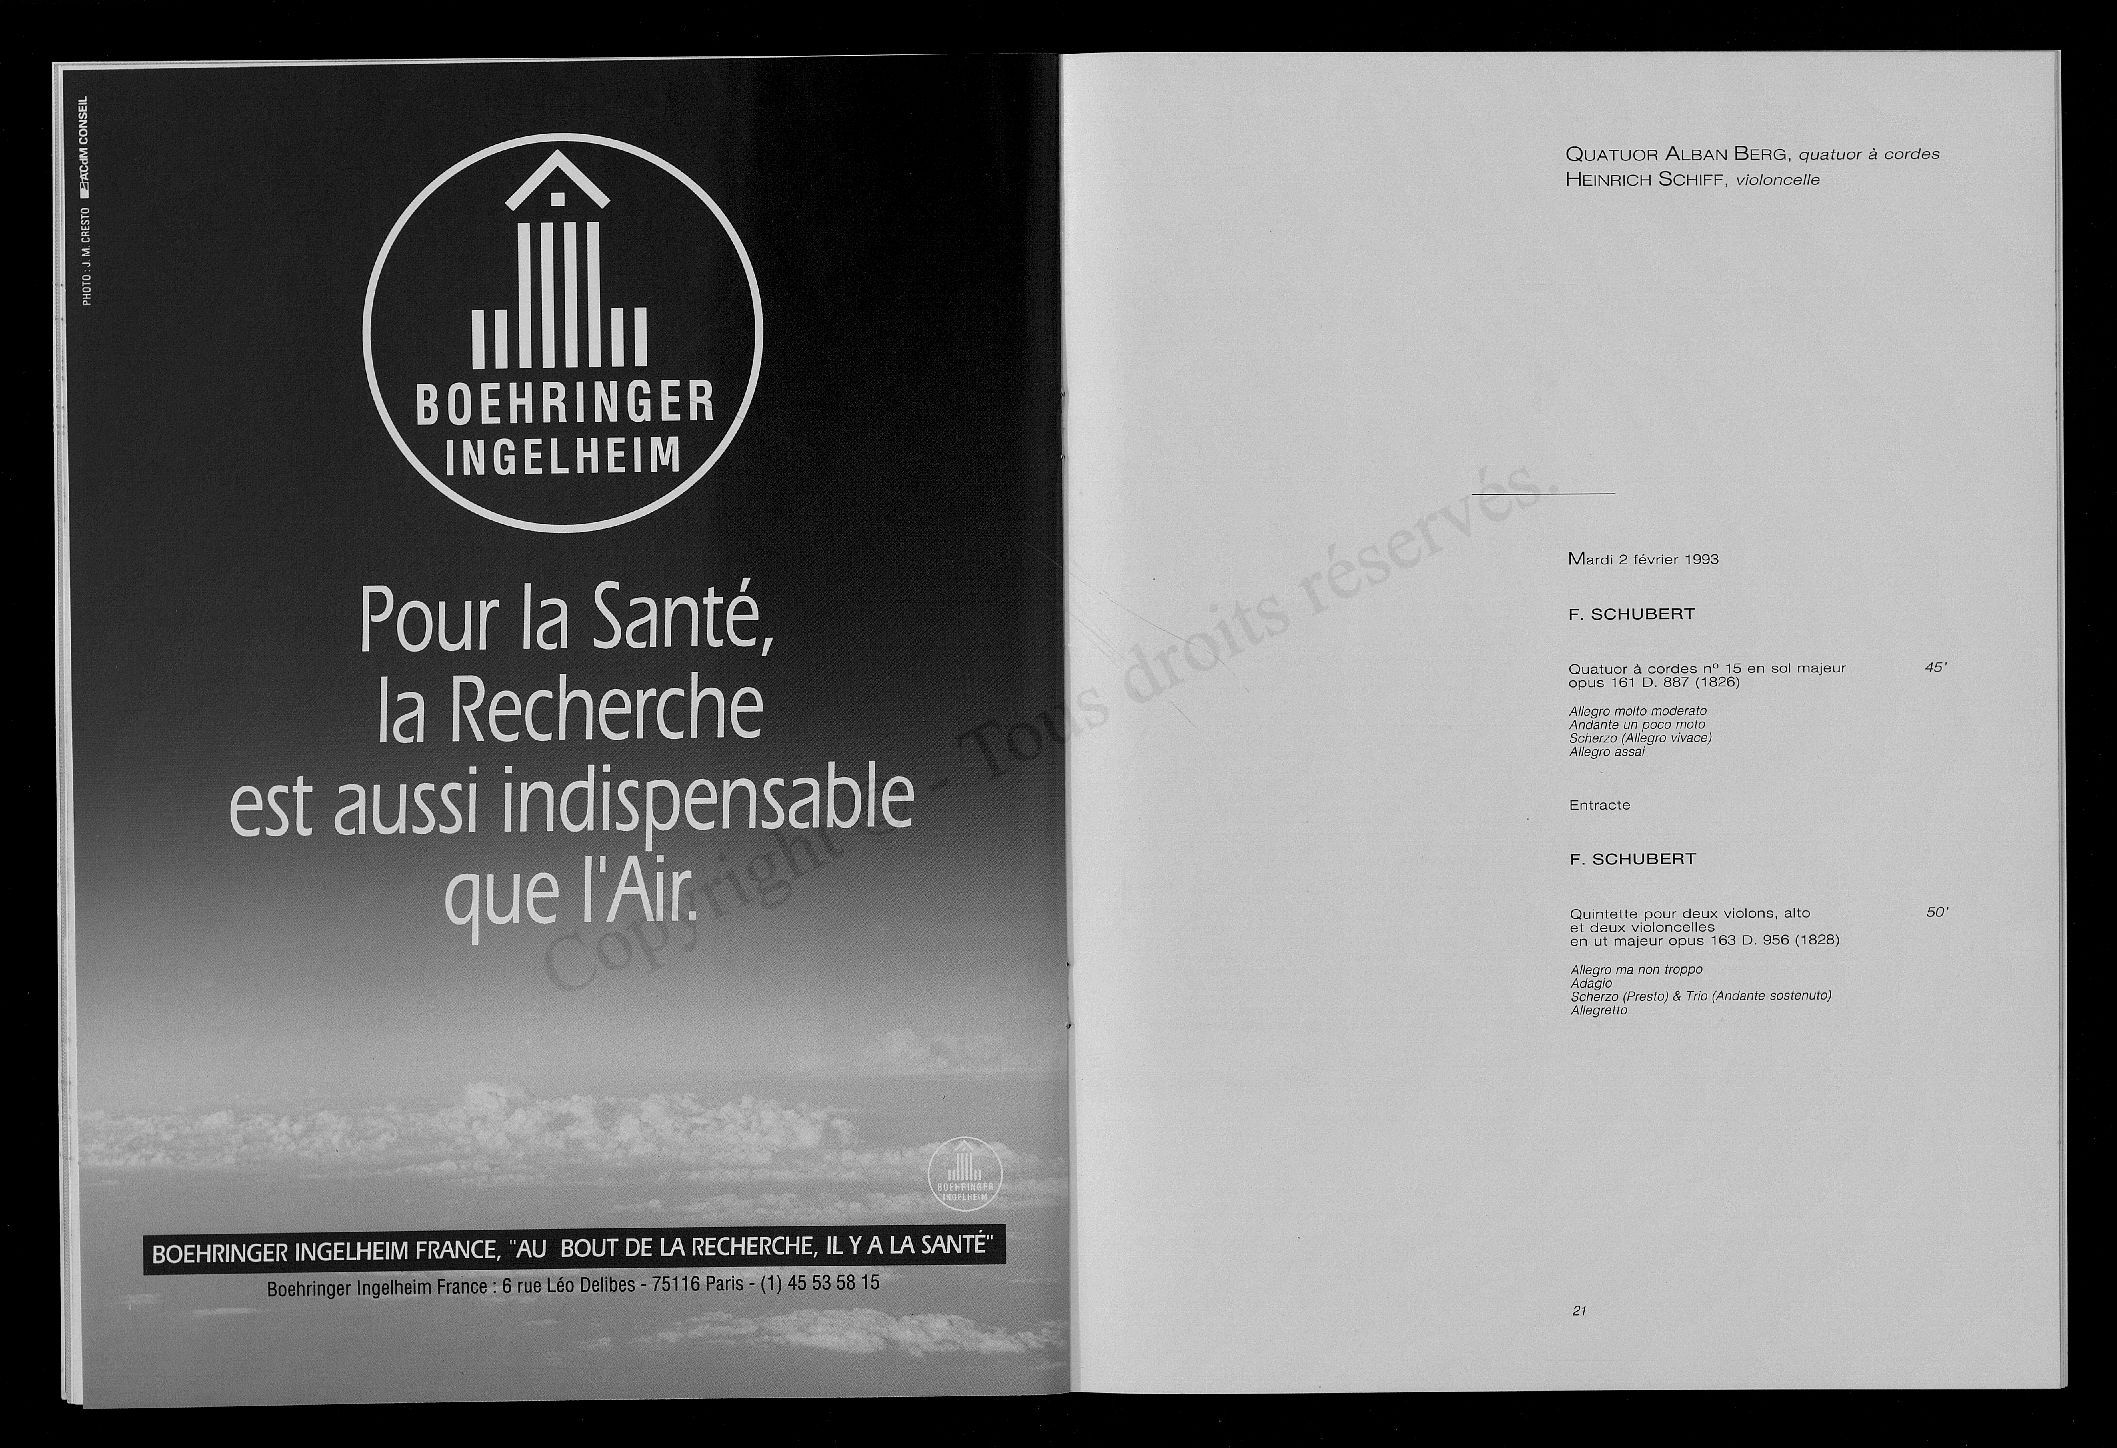 PHOTO : J. M. CRESTO ACdM CONSEIL
BOEHRINGER
INGELHEIM
Pour la Santé,
la Recherche
est aussi indispensable
que l'Air.
BOEHRINGER
INGELHEIM
BOEHRINGER INGELHEIM FRANCE, "AU BOUT DE LA RECHERCHE, IL Y A LA SANTÉ"
Boehringer Ingelheim France : 6 rue Léo Delibes - 75116 Paris - (1) 45 53 58 15
QUATUOR ALBAN BERG, quatuor à cordes
HEINRICH SCHIFF, violoncelle
Mardi 2 février 1993
F. SCHUBERT
Quatuor à cordes nº 15 en sol majeur 45'
opus 161 D. 887 (1826)
Allegro molto moderato
Andante un poco moto
Scherzo (Allegro vivace)
Allegro assai
Entracte
F. SCHUBERT
Quintette pour deux violons, alto 50'
et deux violoncelles
en ut majeur opus 163 D. 956 (1828)
Allegro ma non troppo
Adagio
Scherzo (Presto) & Trio (Andante sostenuto)
Allegretto
21
Copyright © - Tous droits réservés.